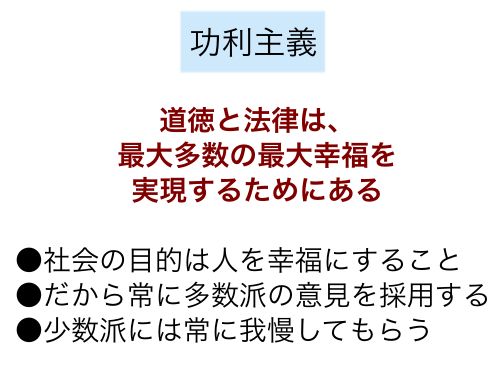 功利主義
道徳と法律は、
最大多数の最大幸福を
実現するためにある
●社会の目的は人を幸福にすること
●だから常に多数派の意見を採用する
●少数派には常に我慢してもらう